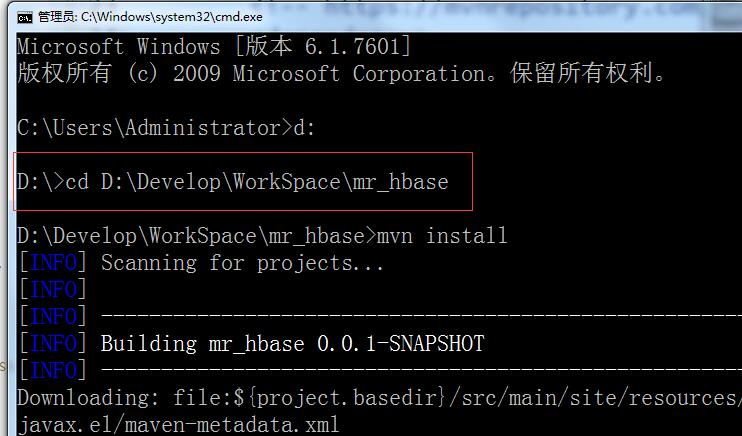 管理员: C:\Windows\system32\cmd.exe
Microsoft Windows [版本 6.1.7601]
版权所有 (c) 2009 Microsoft Corporation。保留所有权利。
C:\Users\Administrator>d:
D:\>cd D:\Develop\WorkSpace\mr_hbase
D:\Develop\WorkSpace\mr_hbase>mvn install
[INFO] Scanning for projects...
[INFO]
[INFO] ------------------------------------------------------
[INFO] Building mr_hbase 0.0.1-SNAPSHOT
[INFO] ------------------------------------------------------
Downloading: file:${project.basedir}/src/main/site/resources/
javax.el/maven-metadata.xml